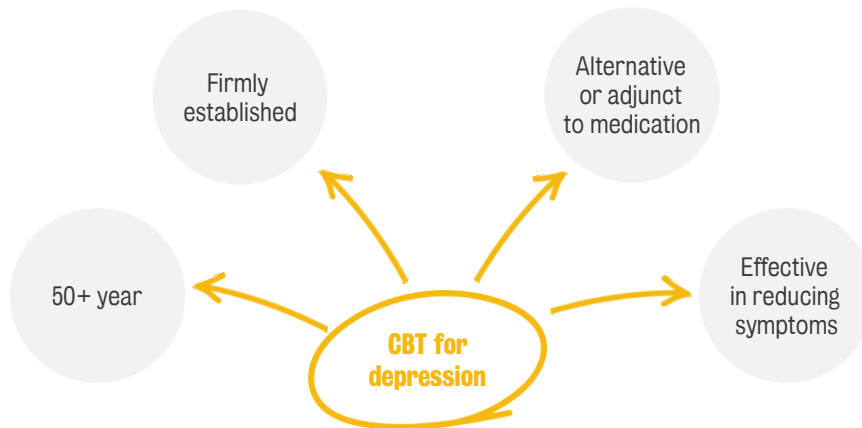 Firmly
established
Alternative
or adjunct
to medication
50+ year
Effective
in reducing
symptoms
CBT for
depression